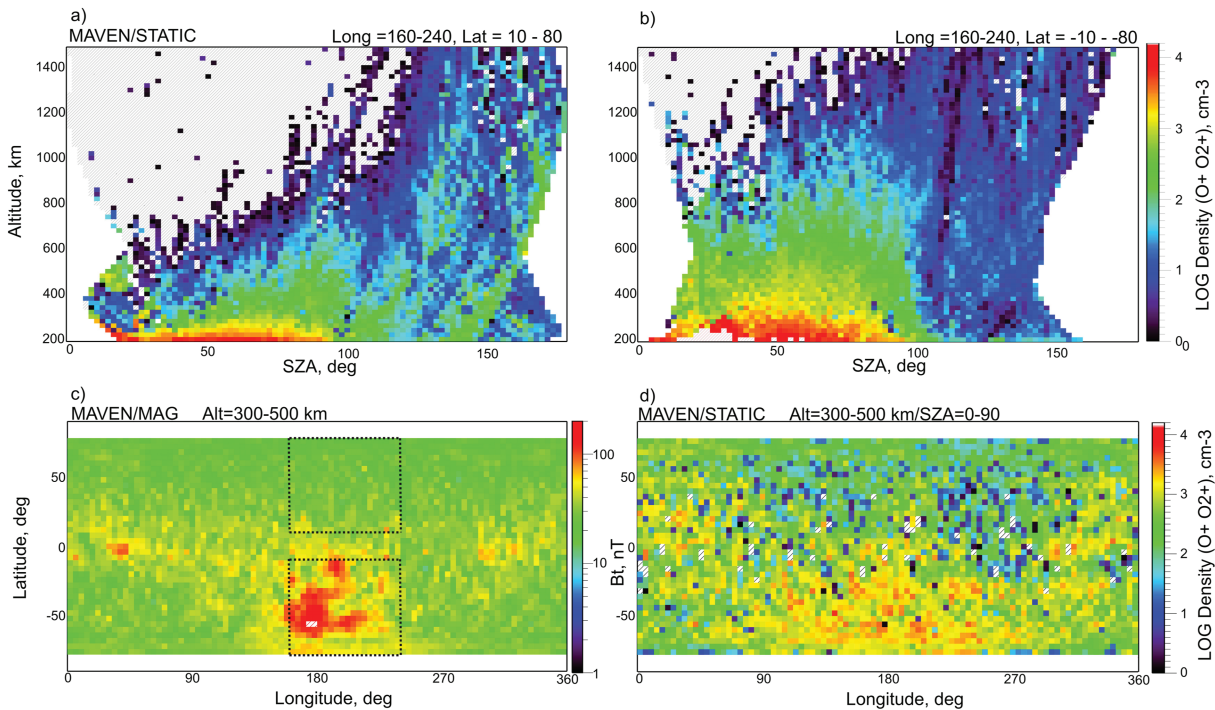 a)
MAVEN/STATIC
Long =160-240, Lat = 10 - 80
1400
1200
1000
800
600
400
200
Altitude, km
0
50
100
150
SZA, deg
b)
Long =160-240, Lat = -10 - -80
1400
1200
1000
800
600
400
200
0
50
100
150
SZA, deg
4
3
2
1
0
0
LOG Density (O+ O2+), cm-3
c)
MAVEN/MAG Alt=300-500 km
50
0
-50
Latitude, deg
0
90
180
270
360
Longitude, deg
100
10
1
Bt, nT
d)
MAVEN/STATIC Alt=300-500 km/SZA=0-90
50
0
-50
0
90
180
270
360
Longitude, deg
4
3
2
1
0
LOG Density (O+ O2+), cm-3